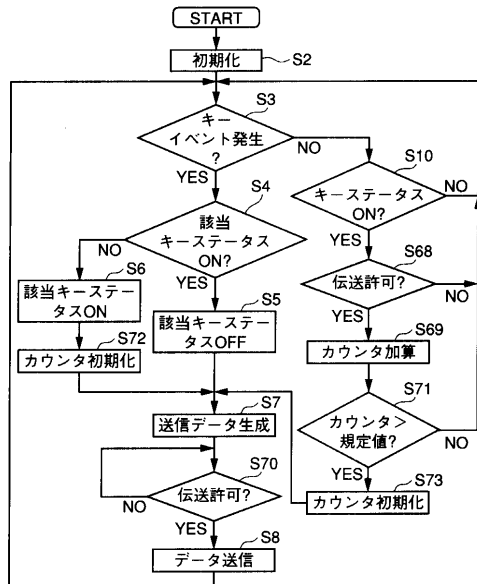 START
初期化
S2
S3
キー
イベント発生
?
NO
YES
S10
キーステータス
ON?
NO
YES
S4
該当
キーステータス
ON?
NO
YES
S68
伝送許可?
NO
YES
S6
該当キーステー
タスON
S5
該当キーステー
タスOFF
S69
カウンタ加算
S72
カウンタ初期化
S71
カウンタ>
規定値?
NO
YES
S7
送信データ生成
S70
伝送許可?
NO
YES
S73
カウンタ初期化
S8
データ送信